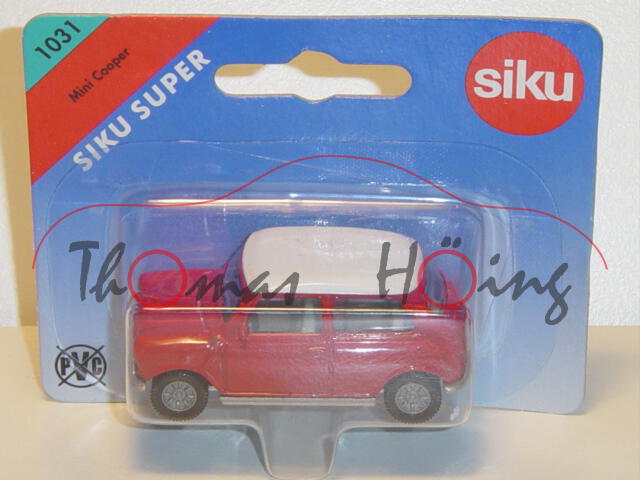 1031
Mini Cooper
SIKU SUPER
siku
Thomas Höing
PVC